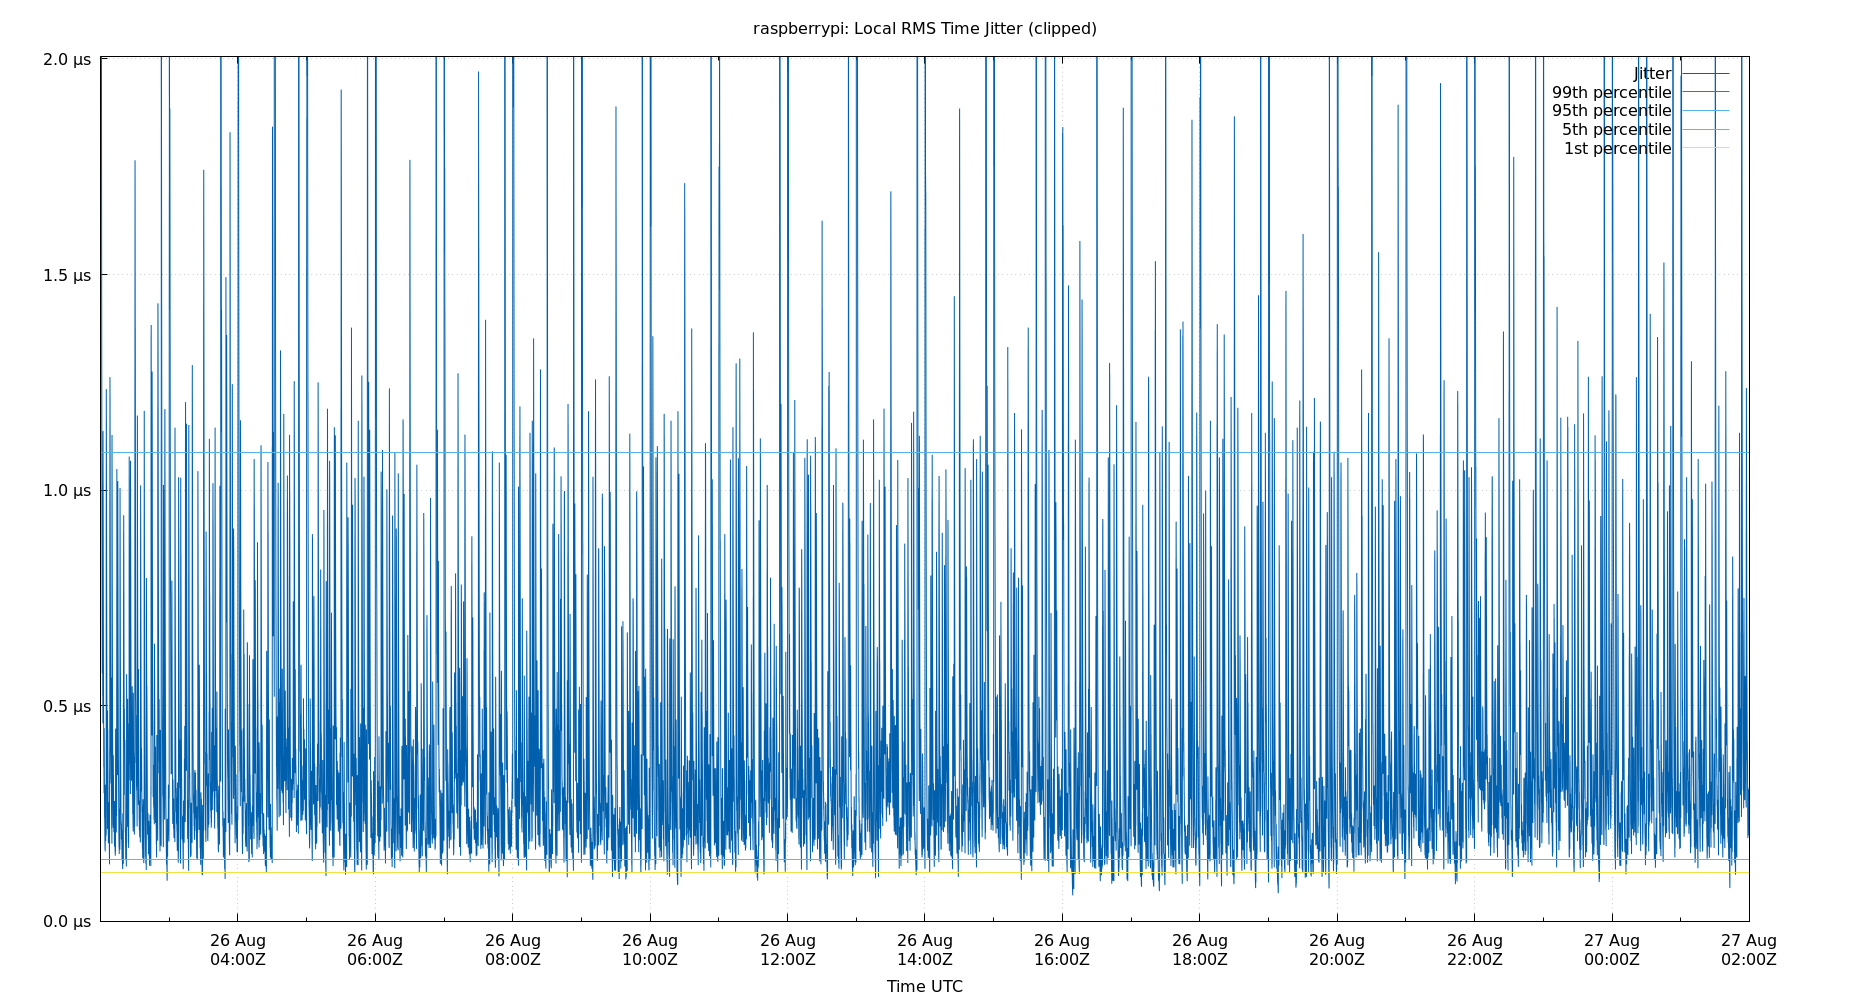 raspberrypi: Local RMS Time Jitter (clipped)
2.0 µs
1.5 µs
1.0 µs
0.5 µs
0.0 µs
Jitter
99th percentile
95th percentile
5th percentile
1st percentile
26 Aug 26 Aug 26 Aug 26 Aug 26 Aug 26 Aug 26 Aug 26 Aug 26 Aug 26 Aug 27 Aug 27 Aug
04:00Z 06:00Z 08:00Z 10:00Z 12:00Z 14:00Z 16:00Z 18:00Z 20:00Z 22:00Z 00:00Z 02:00Z
Time UTC